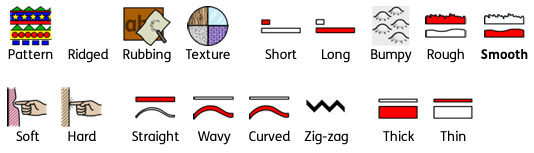 Pattern Ridged Rubbing Texture Short Long Bumpy Rough Smooth
Soft Hard Straight Wavy Curved Zig-zag Thick Thin